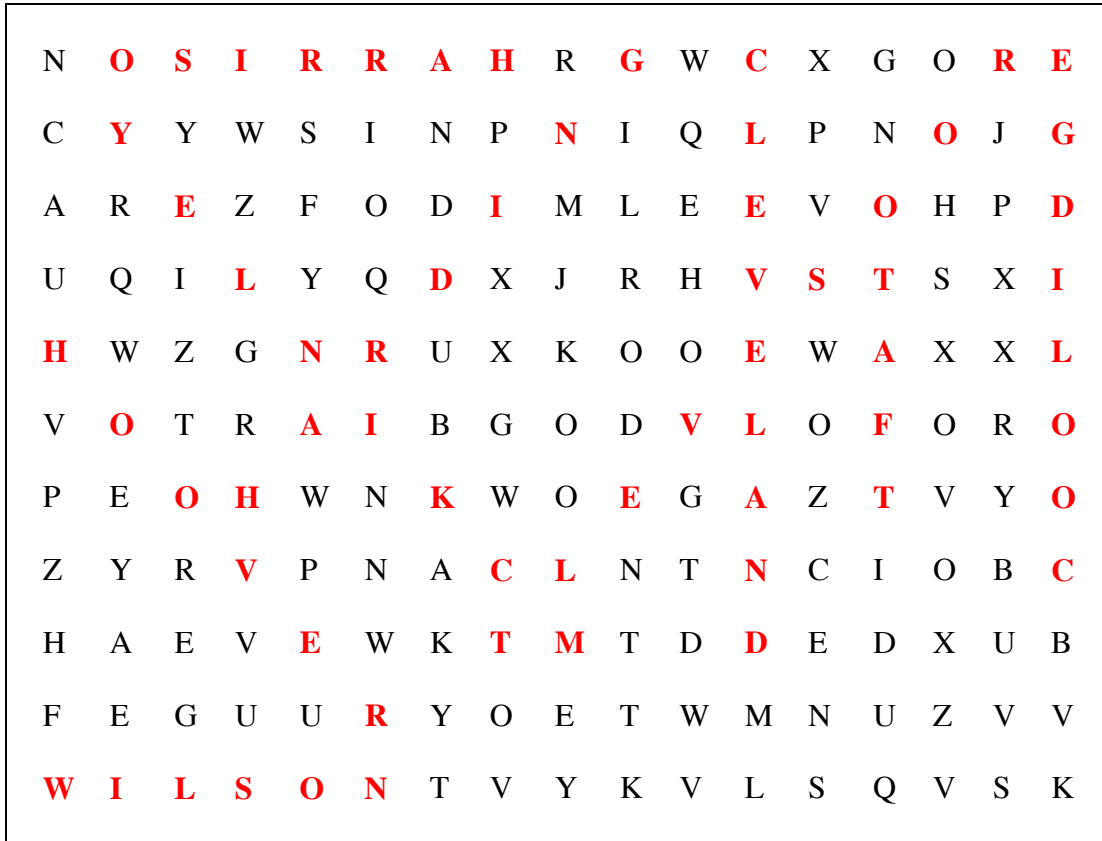 N O S I R R A H R G W C X G O R E
C Y Y W S I N P N I Q L P N O J G
A R E Z F O D I M L E E V O H P D
U Q I L Y Q D X J R H V S T S X I
H W Z G N R U X K O O E W A X X L
V O T R A I B G O D V L O F O R O
P E O H W N K W O E G A Z T V Y O
Z Y R V P N A C L N T N C I O B C
H A E V E W K T M T D D E D X U B
F E G U U R Y O E T W M N U Z V V
W I L S O N T V Y K V L S Q V S K